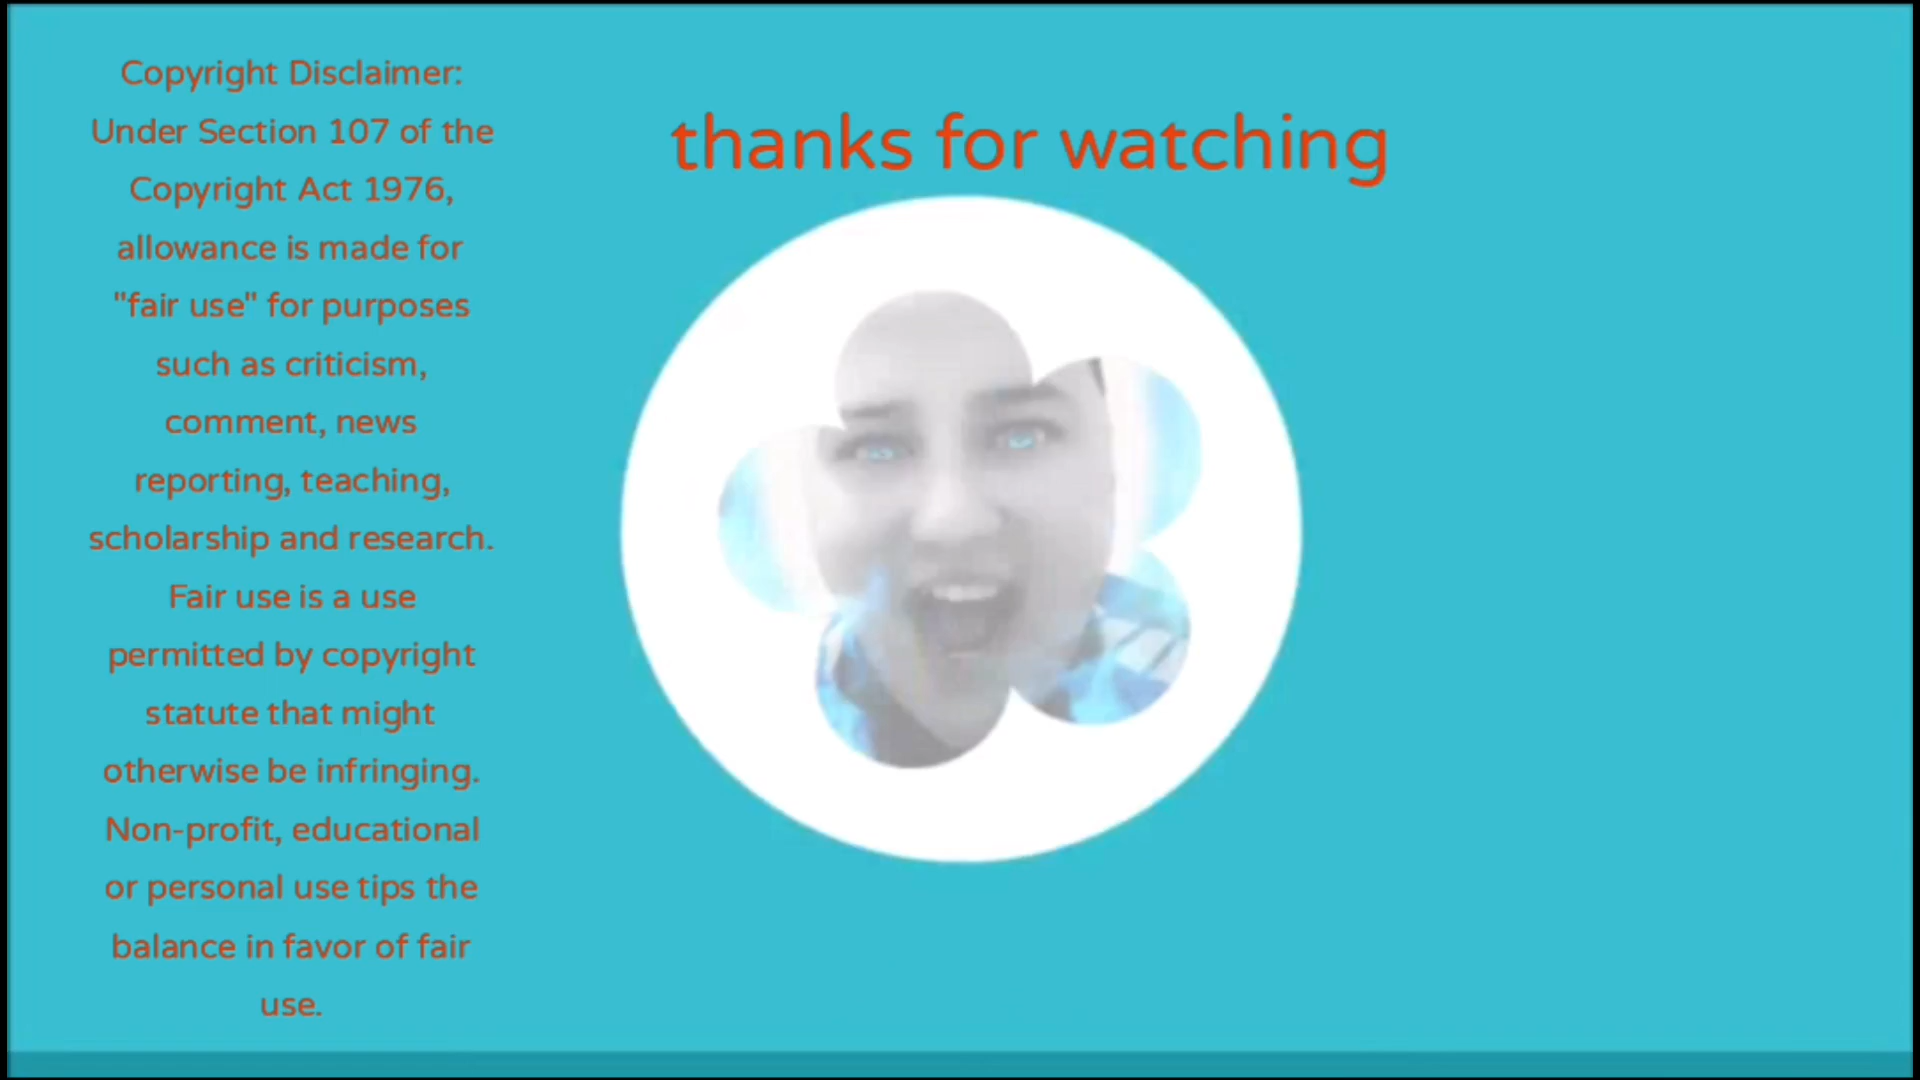 Copyright Disclaimer:
Under Section 107 of the
Copyright Act 1976,
allowance is made for
"fair use" for purposes
such as criticism,
comment, news
reporting, teaching,
scholarship and research.
Fair use is a use
permitted by copyright
statute that might
otherwise be infringing.
Non-profit, educational
or personal use tips the
balance in favor of fair
use.
thanks for watching